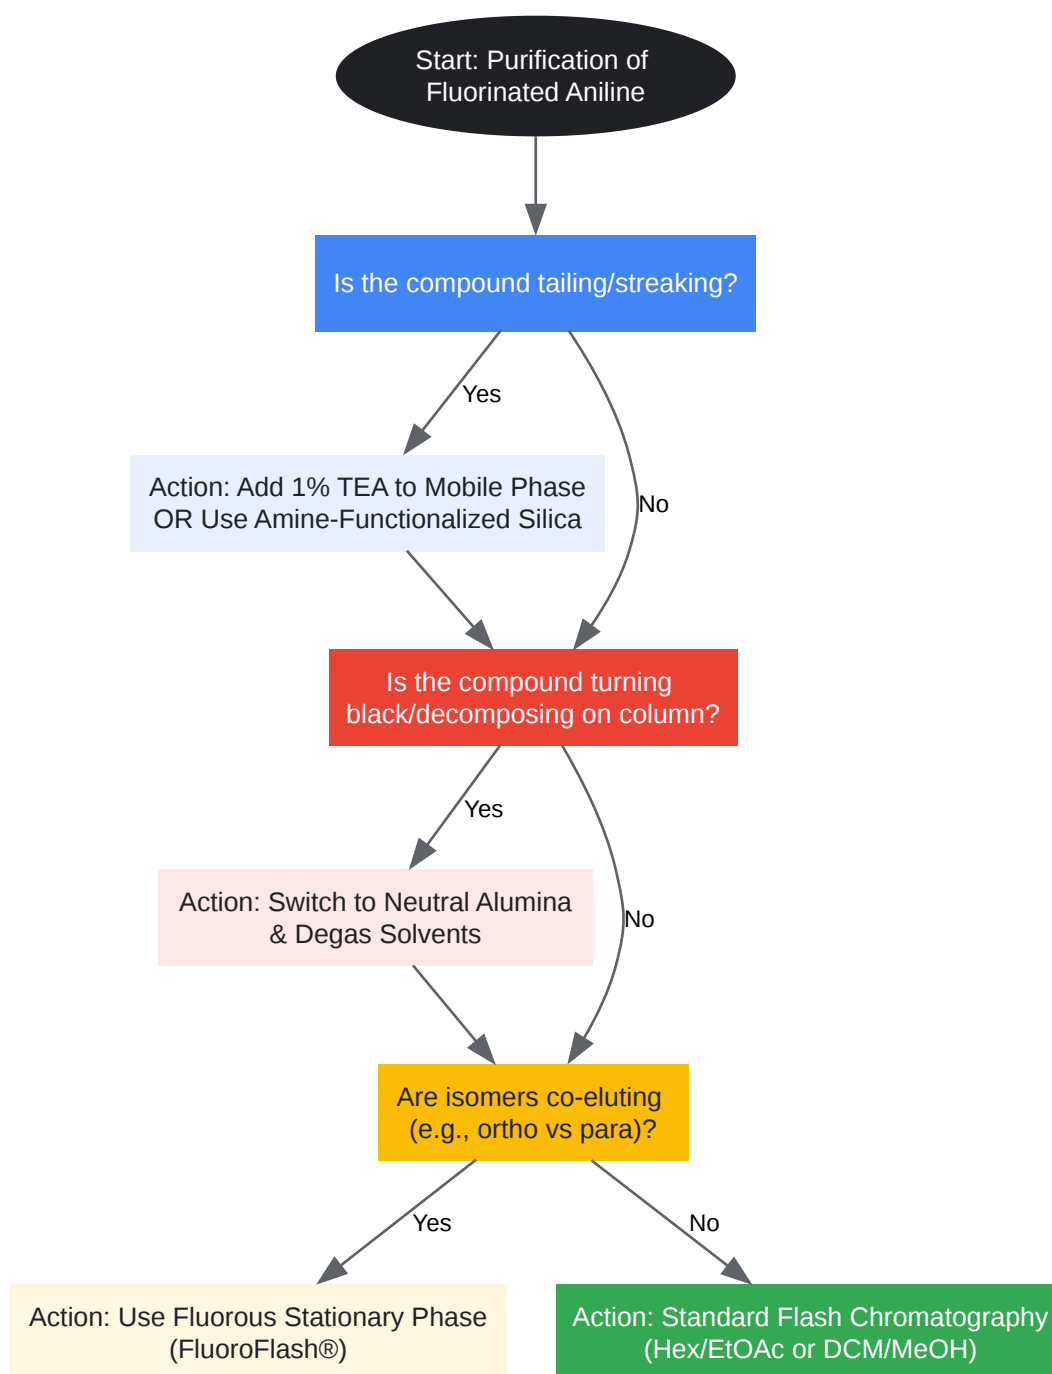 Start: Purification of
Fluorinated Aniline
Is the compound tailing/streaking?
Yes
No
Action: Add 1% TEA to Mobile Phase
OR Use Amine-Functionalized Silica
Is the compound turning
black/decomposing on column?
Yes
No
Action: Switch to Neutral Alumina
& Degas Solvents
Are isomers co-eluting
(e.g., ortho vs para)?
Yes
No
Action: Use Fluorous Stationary Phase
(FluoroFlash®)
Action: Standard Flash Chromatography
(Hex/EtOAc or DCM/MeOH)